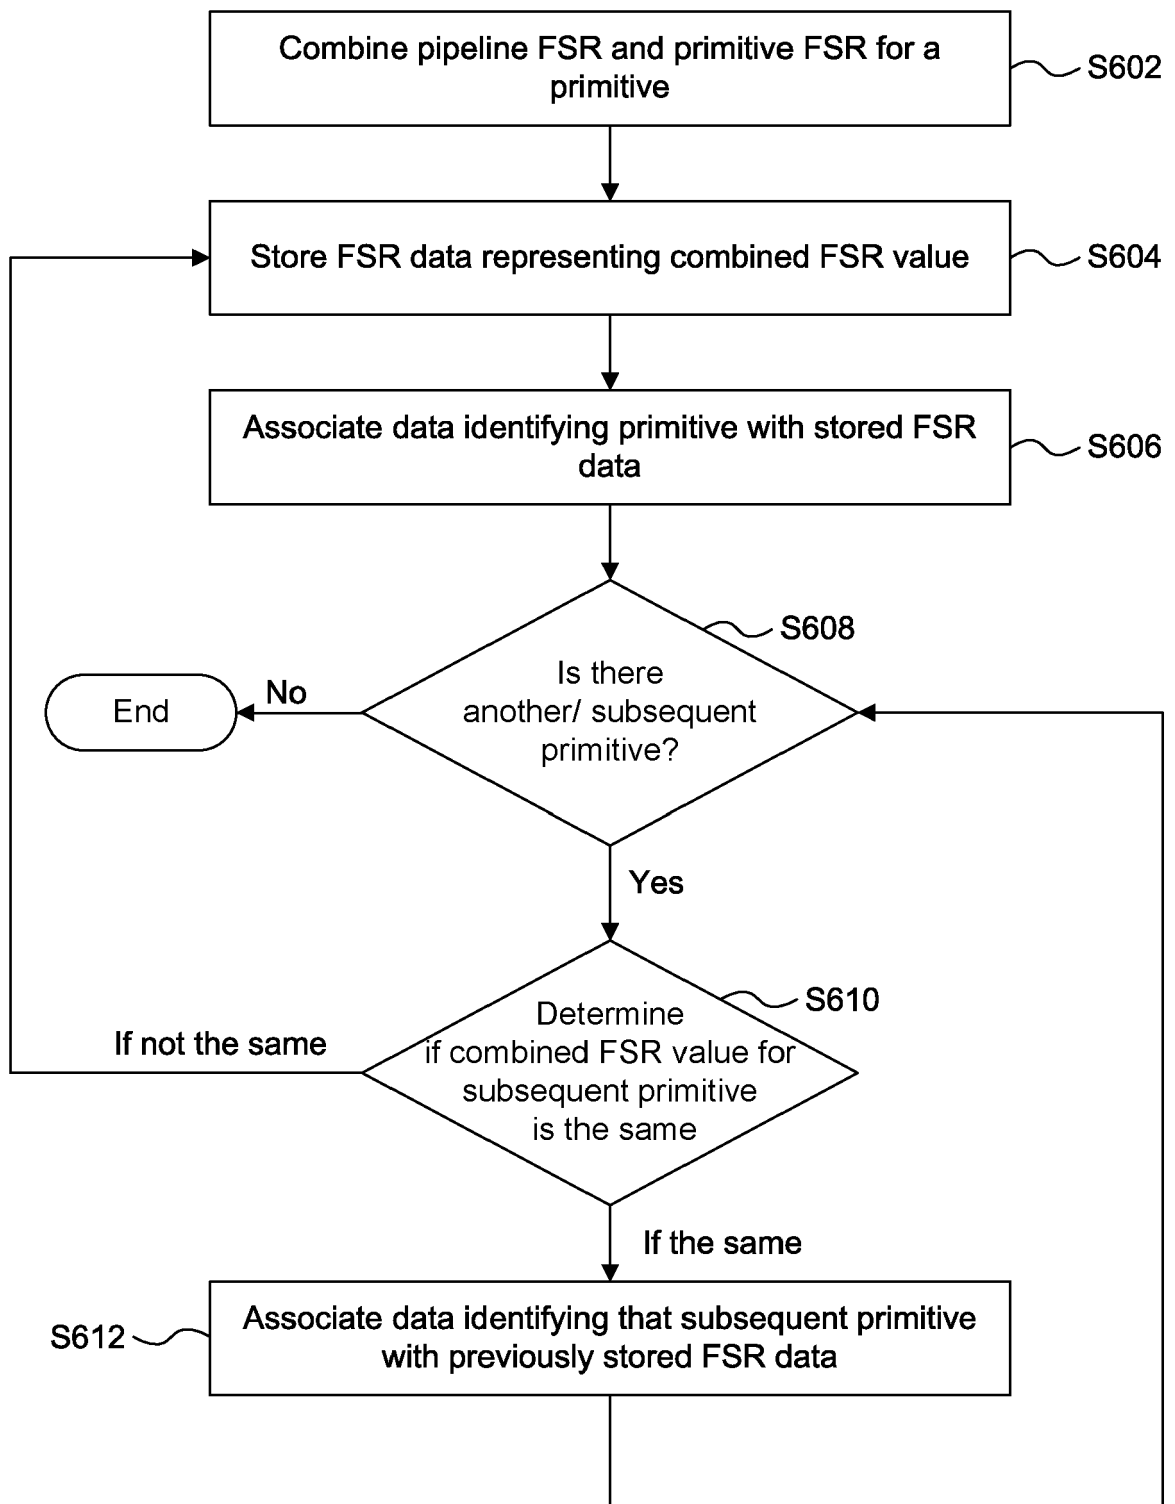 Combine pipeline FSR and primitive FSR for a
primitive
S602
Store FSR data representing combined FSR value
S604
Associate data identifying primitive with stored FSR
data
S606
S608
Is there
another/ subsequent
primitive?
No
End
Yes
S610
Determine
if combined FSR value for
subsequent primitive
is the same
If not the same
If the same
Associate data identifying that subsequent primitive
with previously stored FSR data
S612